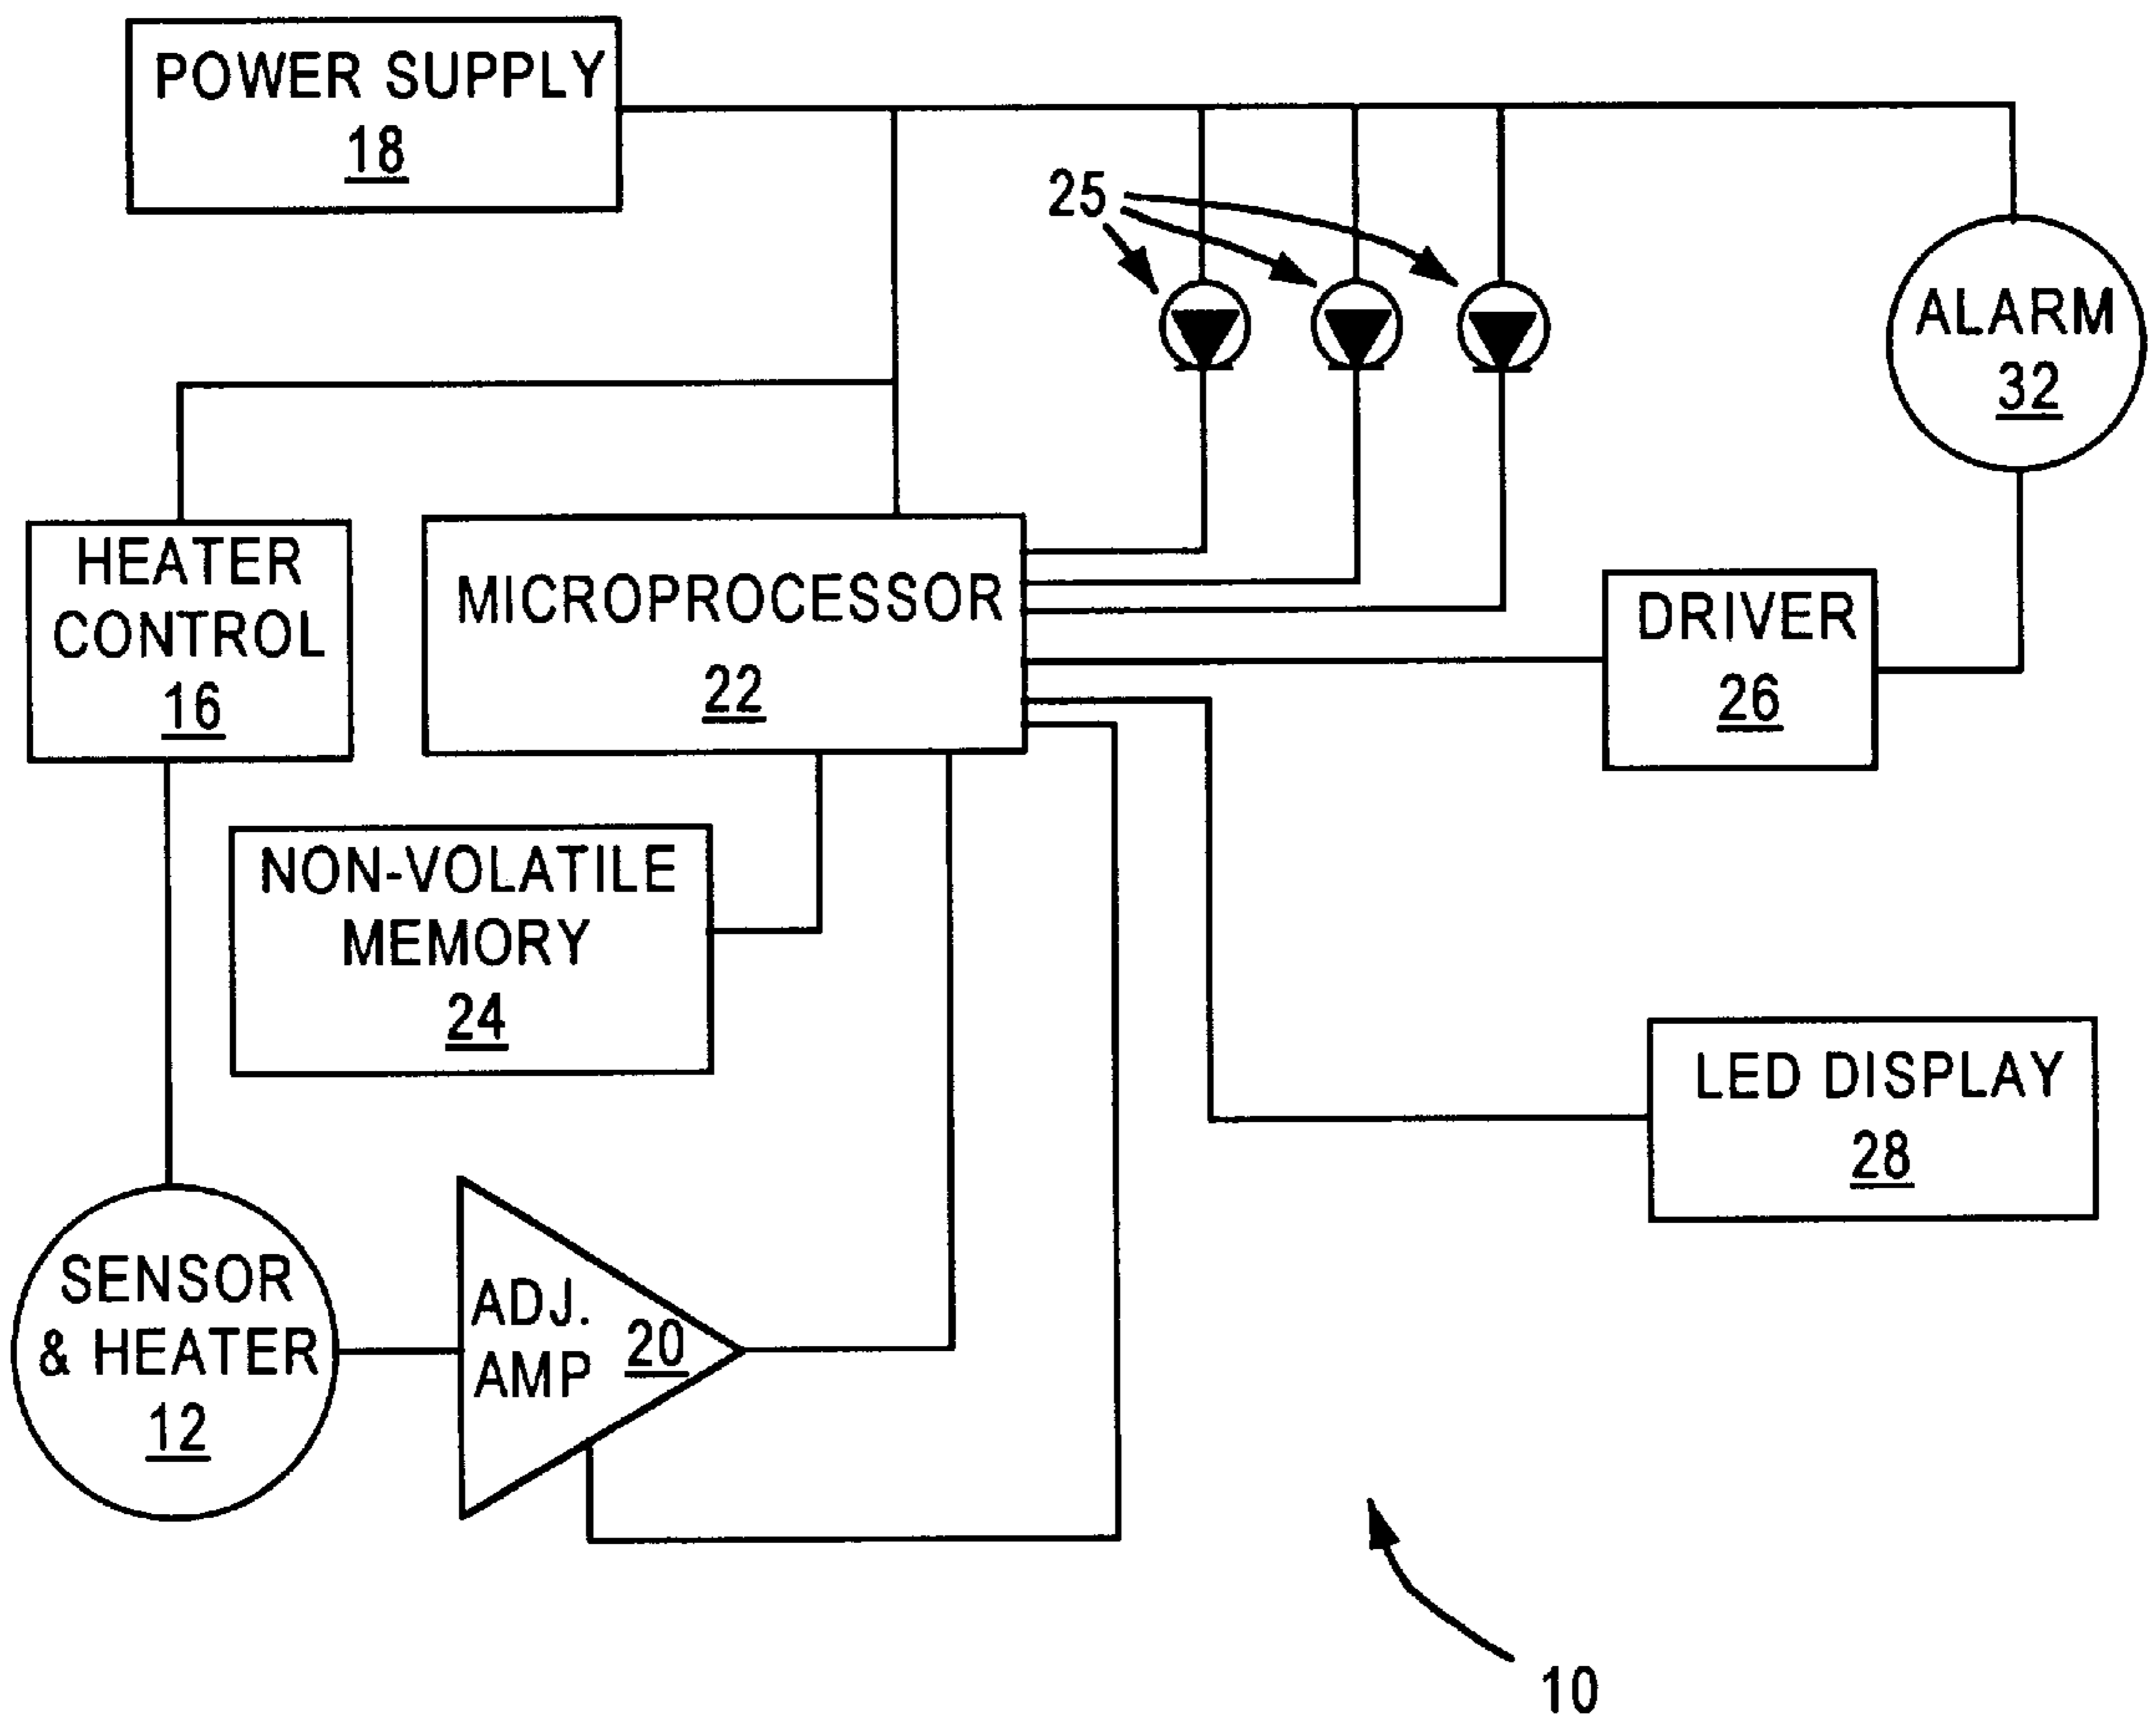 POWER SUPPLY
18
25
ALARM
32
HEATER
CONTROL
16
MICROPROCESSOR
22
DRIVER
26
NON-VOLATILE
MEMORY
24
LED DISPLAY
28
SENSOR
& HEATER
12
ADJ.
AMP
20
10